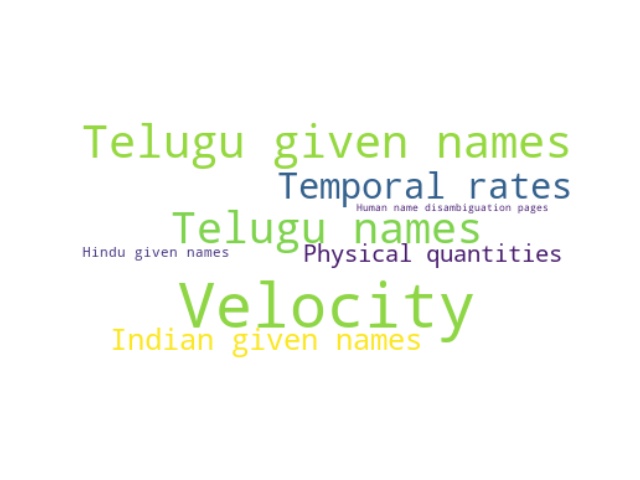 Telugu given names
Temporal rates
Human name disambiguation pages
Telugu names
Hindu given names
Physical quantities
Velocity
Indian given names